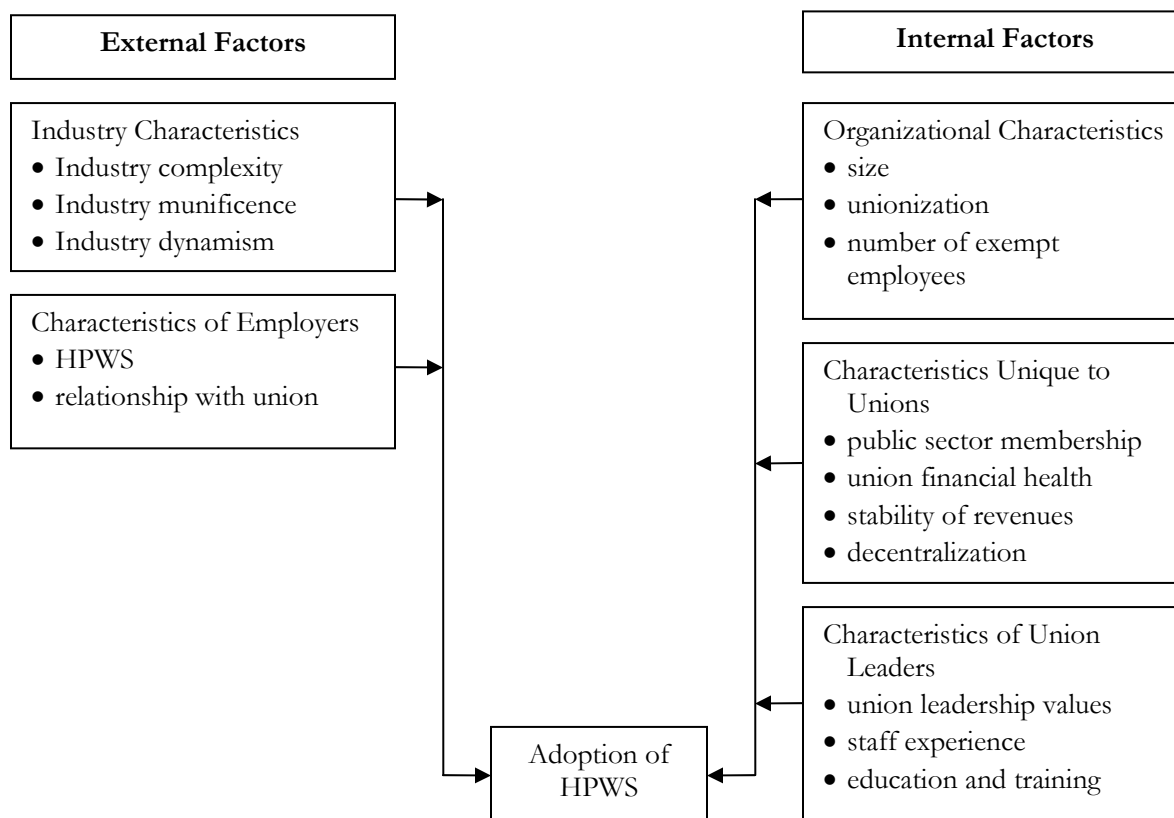 External Factors
Industry Characteristics
• Industry complexity
• Industry munificence
• Industry dynamism
Characteristics of Employers
• HPWS
• relationship with union
Internal Factors
Organizational Characteristics
• size
• unionization
• number of exempt
employees
Characteristics Unique to
Unions
• public sector membership
• union financial health
• stability of revenues
• decentralization
Characteristics of Union
Leaders
• union leadership values
• staff experience
• education and training
Adoption of
HPWS